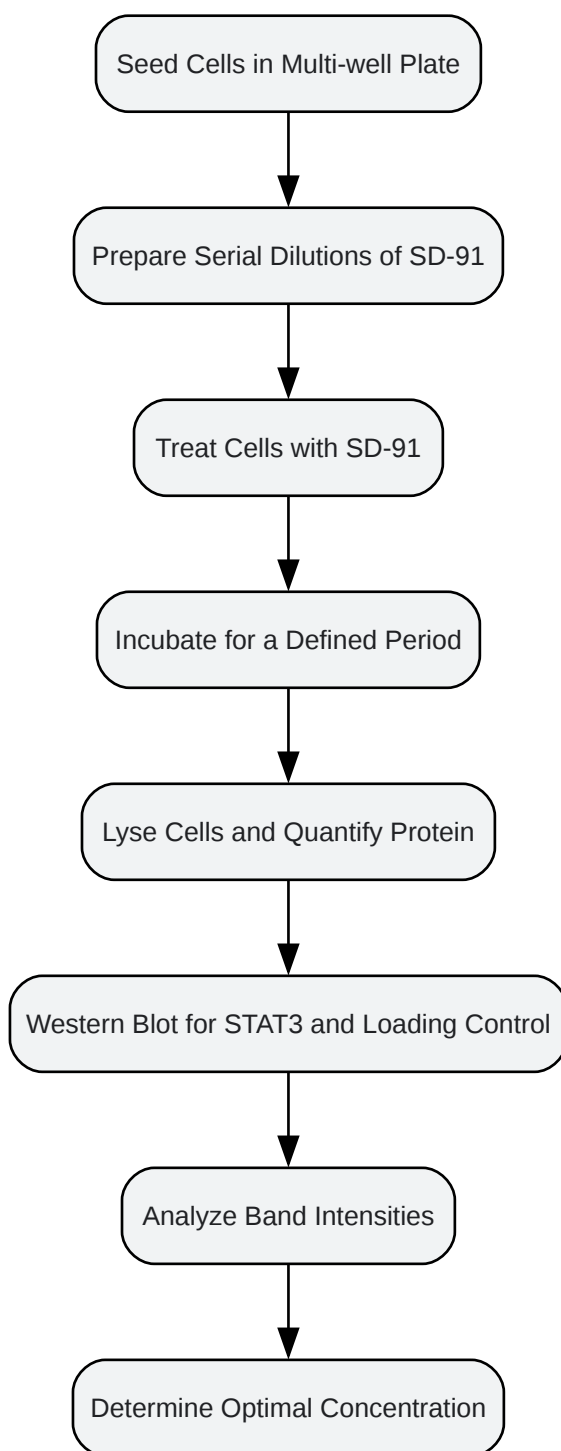 Seed Cells in Multi-well Plate
Prepare Serial Dilutions of SD-91
Treat Cells with SD-91
Incubate for a Defined Period
Lyse Cells and Quantify Protein
Western Blot for STAT3 and Loading Control
Analyze Band Intensities
Determine Optimal Concentration